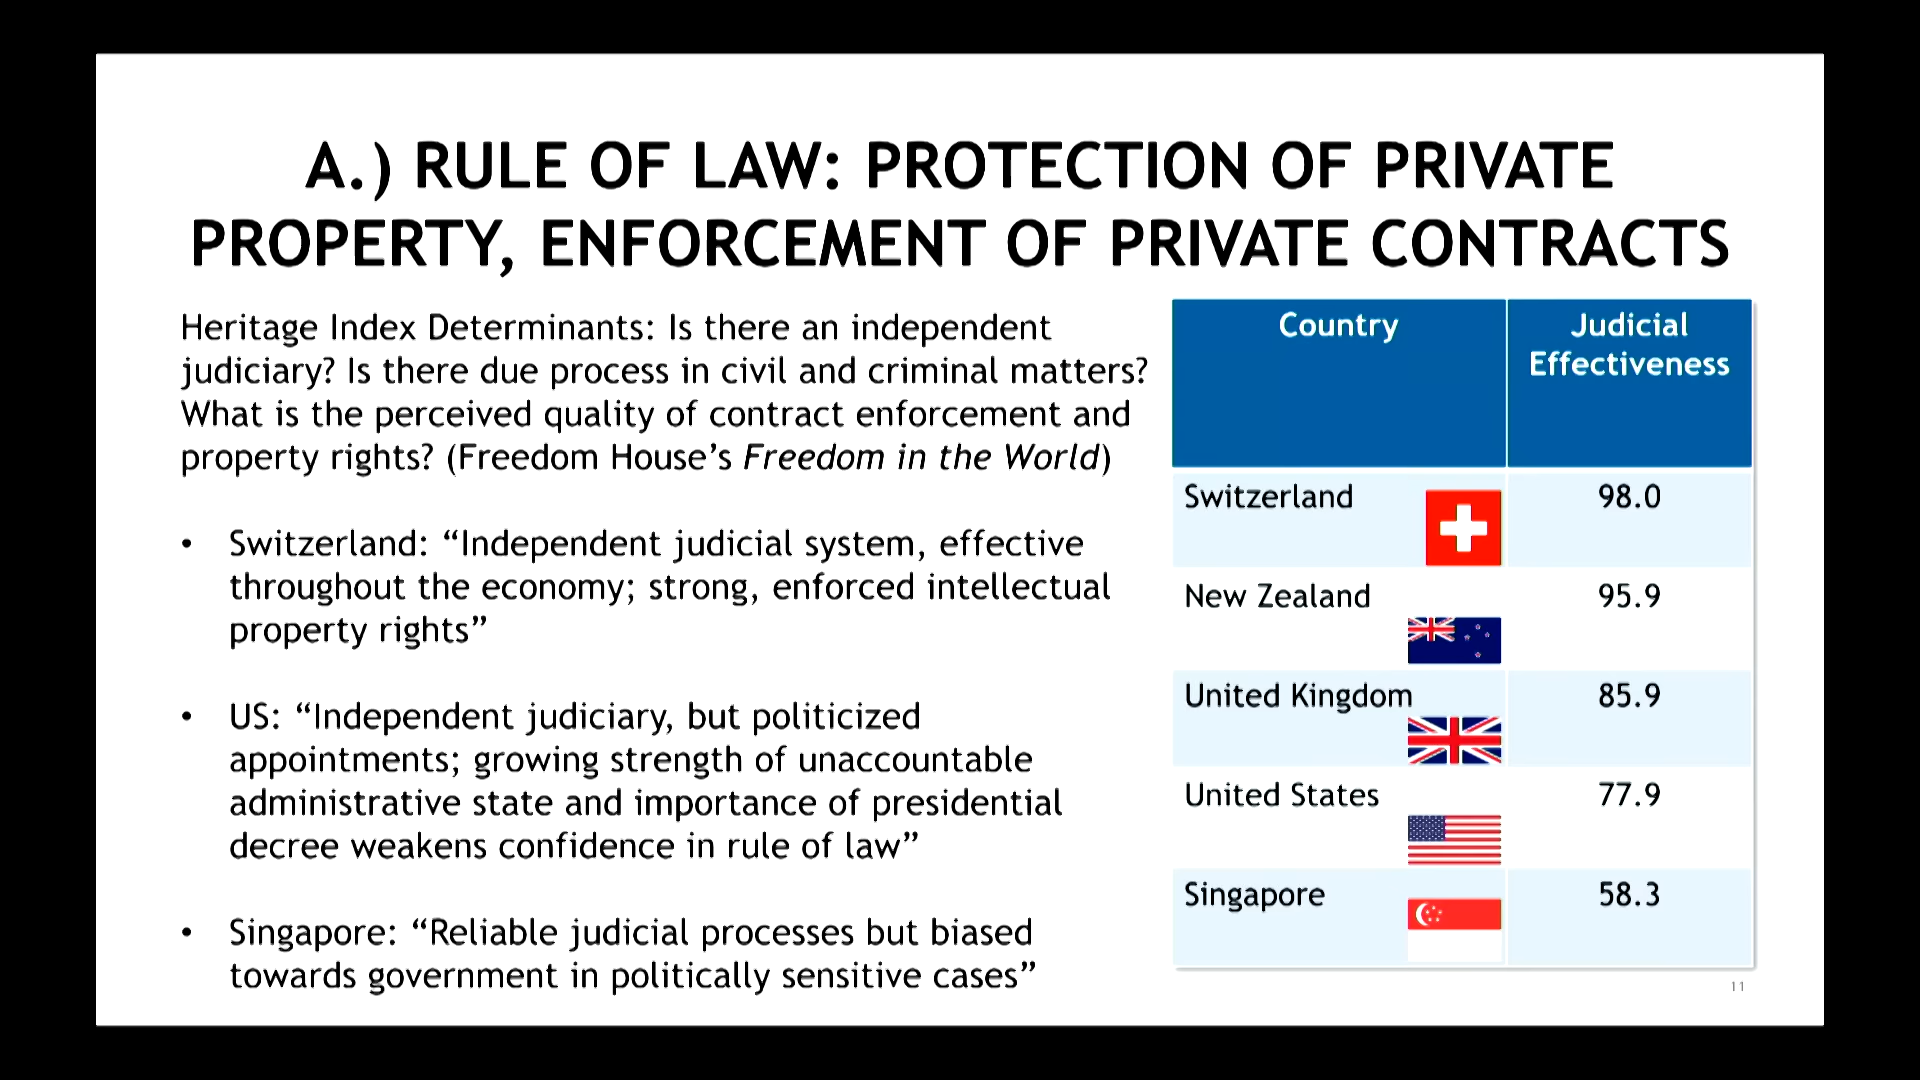 A.) RULE OF LAW: PROTECTION OF PRIVATE
PROPERTY, ENFORCEMENT OF PRIVATE CONTRACTS
Heritage Index Determinants: Is there an independent
judiciary? Is there due process in civil and criminal matters?
What is the perceived quality of contract enforcement and
property rights? (Freedom House’s Freedom in the World)
• Switzerland: “Independent judicial system, effective
throughout the economy; strong, enforced intellectual
property rights”
• US: “Independent judiciary, but politicized
appointments; growing strength of unaccountable
administrative state and importance of presidential
decree weakens confidence in rule of law”
• Singapore: “Reliable judicial processes but biased
towards government in politically sensitive cases”
Country Judicial
Effectiveness
Switzerland 98.0
New Zealand 95.9
United Kingdom 85.9
United States 77.9
Singapore 58.3
11